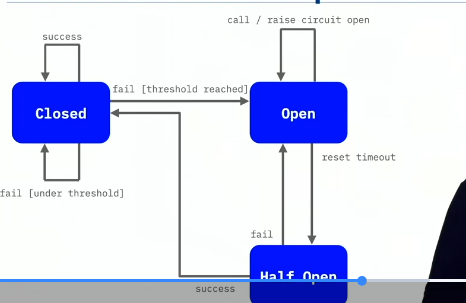 call / raise circuit open
success
fail [threshold reached]
Closed
Open
reset timeout
fail [under threshold]
fail
Half Open
success